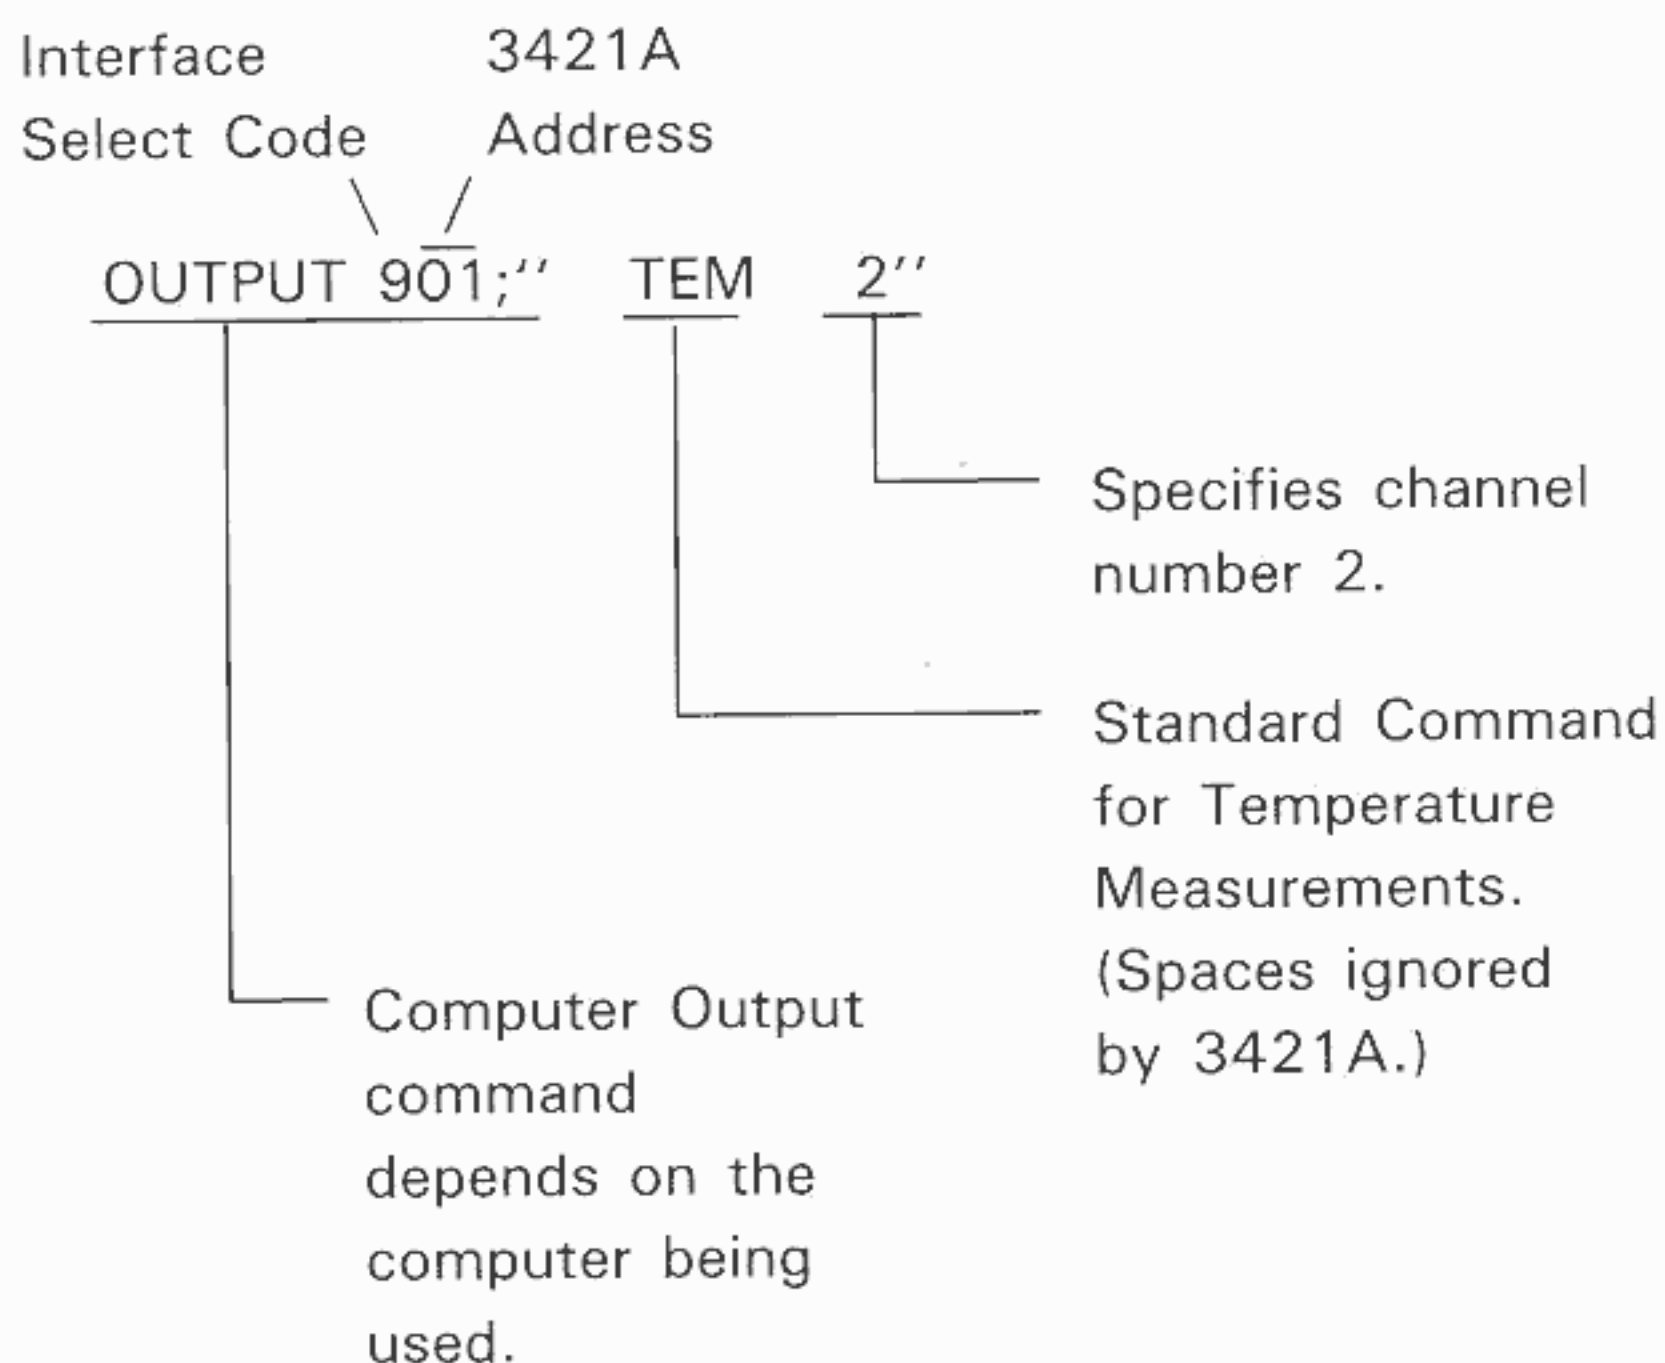 Interface
Select Code
3421A
Address
OUTPUT 901;" TEM 2"
Specifies channel
number 2.
Standard Command
for Temperature
Measurements.
(Spaces ignored
by 3421A.)
Computer Output
command
depends on the
computer being
used.